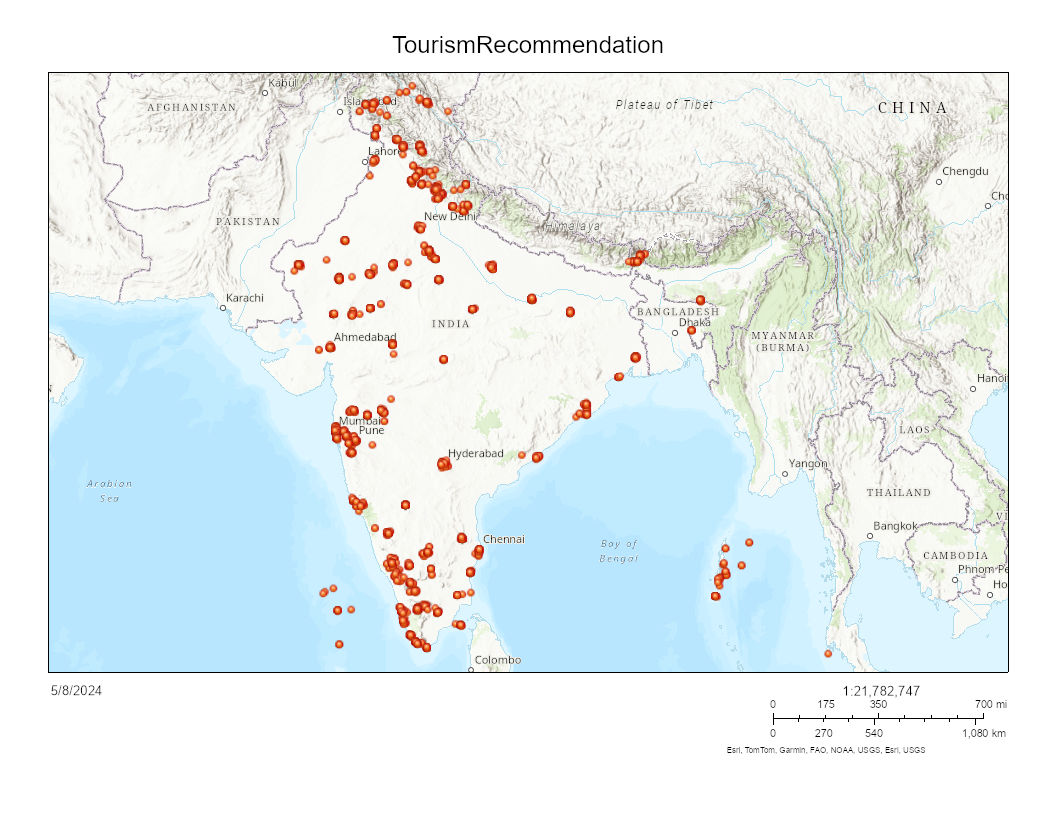 TourismRecommendation
Kabul
AFGHANISTAN
Plateau of Tibet
CHINA
Lahore
Chengdu
PAKISTAN
New Delhi
Himalaya
Karachi
BANGLADESH
Dhaka
INDIA
Ahmedabad
MYANMAR
(BURMA)
Hanoi
Mumbai
Pune
LAOS
Hyderabad
Yangon
Arabian
Sea
THAILAND
Bangkok
Chennai
Bay of
Bengal
CAMBODIA
Phnom Pe
Ho
Colombo
5/8/2024
1:21,782,747
0 175 350 700 mi
0 270 540 1,080 km
Esri, TomTom, Garmin, FAO, NOAA, USGS, Esri, USGS